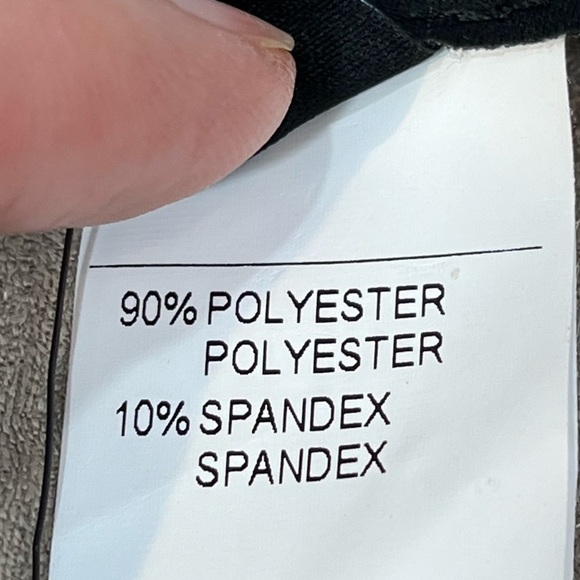 90% POLYESTER
POLYESTER
10% SPANDEX
SPANDEX